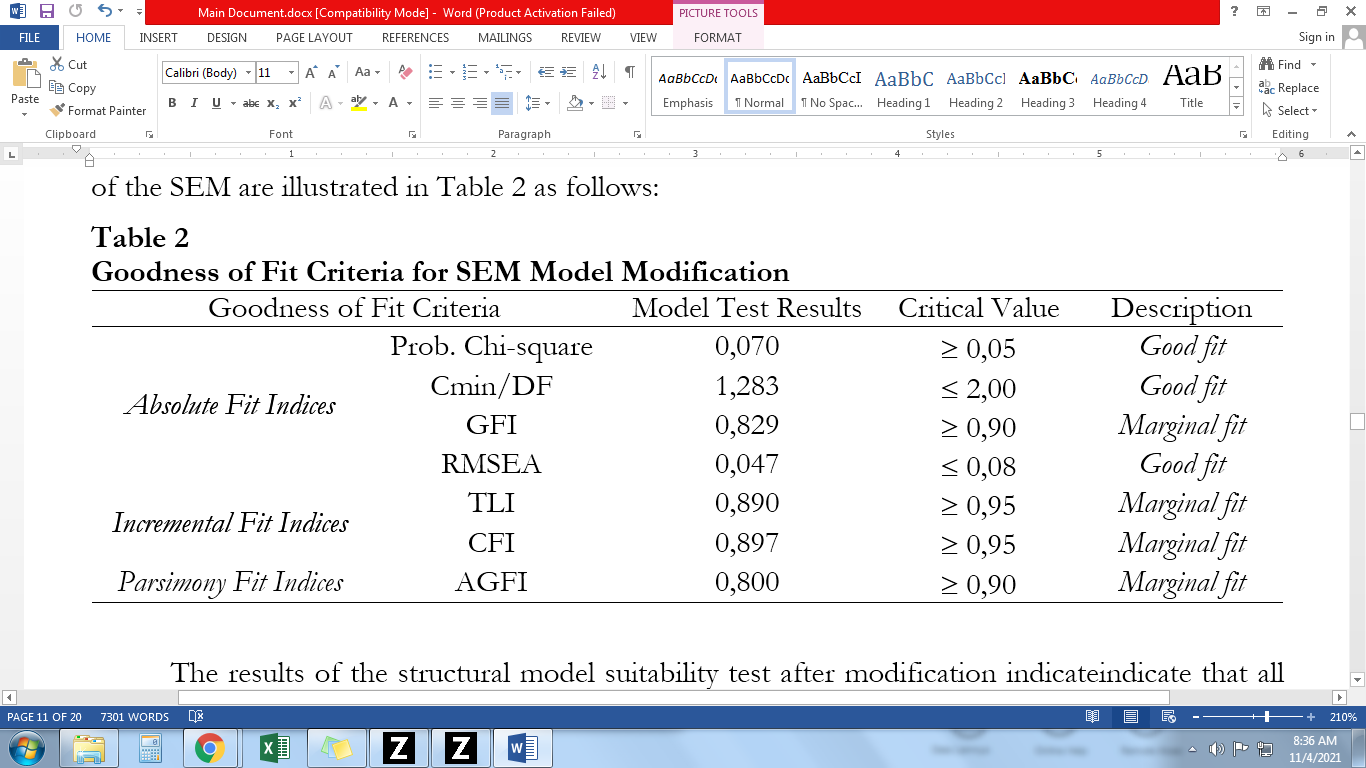 Main Document.docx [Compatibility Mode] - Word (Product Activation Failed)
PICTURE TOOLS
FILE HOME INSERT DESIGN PAGE LAYOUT REFERENCES MAILINGS REVIEW VIEW FORMAT Sign in
Cut
Copy
Format Painter
Paste
Calibri (Body) 11
AaBbCcDc AaBbCcDc AaBbCcI AaBbC AaBbCcI AaBbC AaBbCcD AaB
Emphasis ¶ Normal ¶ No Spac... Heading 1 Heading 2 Heading 3 Heading 4 Title
Find
Replace
Select
Clipboard Font Paragraph Styles Editing
1 2 3 4 5 6
of the SEM are illustrated in Table 2 as follows:
Table 2
Goodness of Fit Criteria for SEM Model Modification
Goodness of Fit Criteria Model Test Results Critical Value Description
Absolute Fit Indices
Prob. Chi-square 0,070 ≥ 0,05 Good fit
Cmin/DF 1,283 ≤ 2,00 Good fit
GFI 0,829 ≥ 0,90 Marginal fit
RMSEA 0,047 ≤ 0,08 Good fit
Incremental Fit Indices
TLI 0,890 ≥ 0,95 Marginal fit
CFI 0,897 ≥ 0,95 Marginal fit
Parsimony Fit Indices AGFI 0,800 ≥ 0,90 Marginal fit
The results of the structural model suitability test after modification indicateindicate that all
PAGE 11 OF 20 7301 WORDS 210%
8:36 AM
11/4/2021